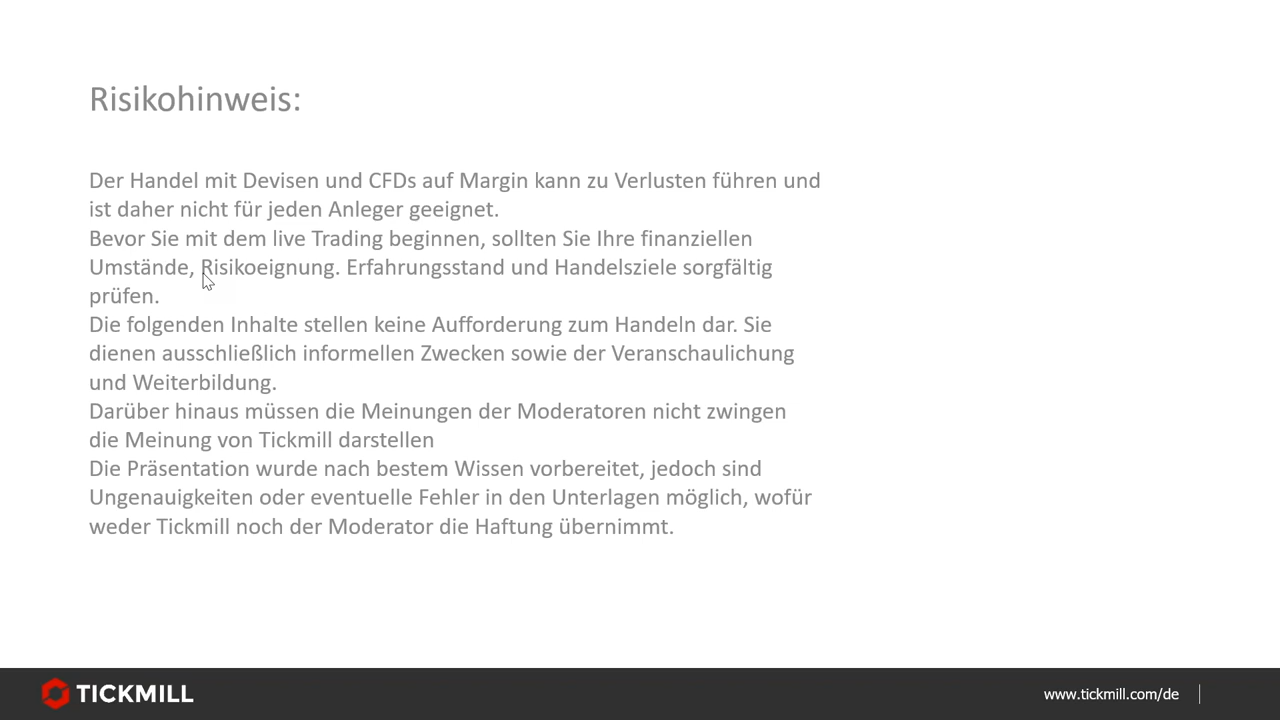 Risikohinweis:
Der Handel mit Devisen und CFDs auf Margin kann zu Verlusten führen und
ist daher nicht für jeden Anleger geeignet.
Bevor Sie mit dem live Trading beginnen, sollten Sie Ihre finanziellen
Umstände, Risikoeignung. Erfahrungsstand und Handelsziele sorgfältig
prüfen.
Die folgenden Inhalte stellen keine Aufforderung zum Handeln dar. Sie
dienen ausschließlich informellen Zwecken sowie der Veranschaulichung
und Weiterbildung.
Darüber hinaus müssen die Meinungen der Moderatoren nicht zwingen
die Meinung von Tickmill darstellen
Die Präsentation wurde nach bestem Wissen vorbereitet, jedoch sind
Ungenauigkeiten oder eventuelle Fehler in den Unterlagen möglich, wofür
weder Tickmill noch der Moderator die Haftung übernimmt.
TICKMILL
www.tickmill.com/de